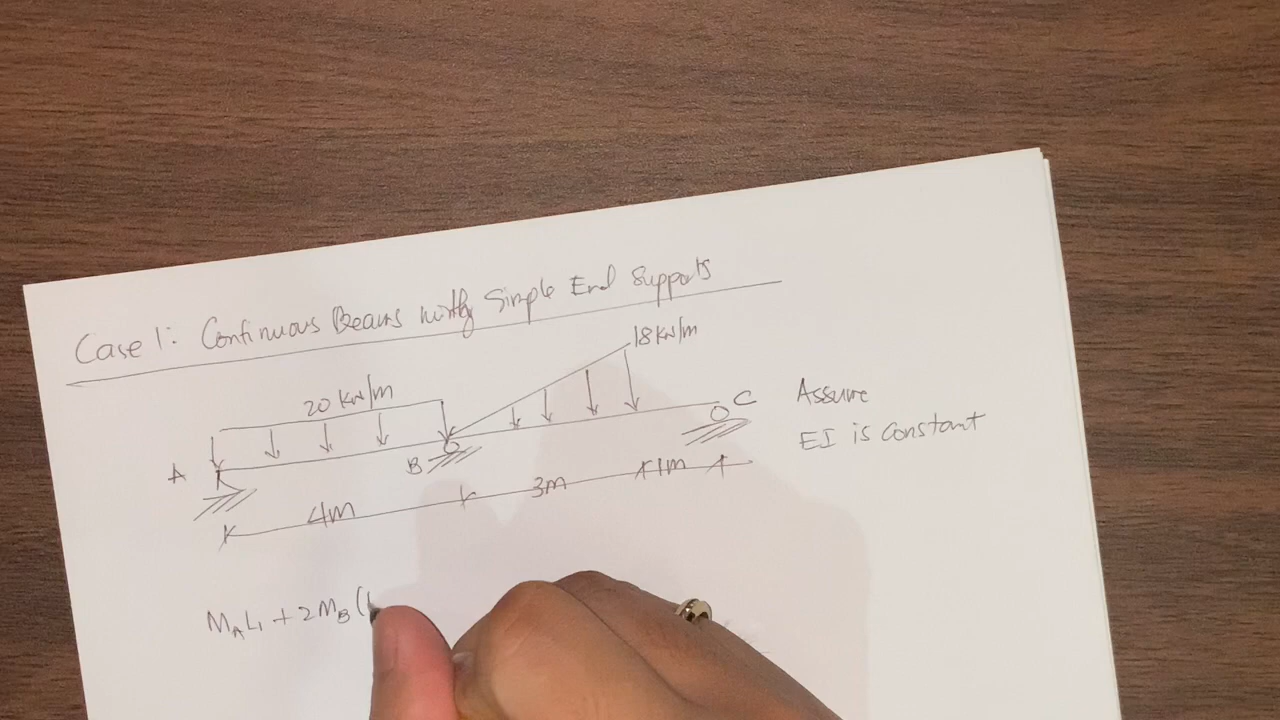 Case 1: Continuous Beams with Simple End Supports
18 kN/m
20 kN/m
A
B
C
Assume
EI is constant
4m
3m
1m
MAL1 + 2MB (